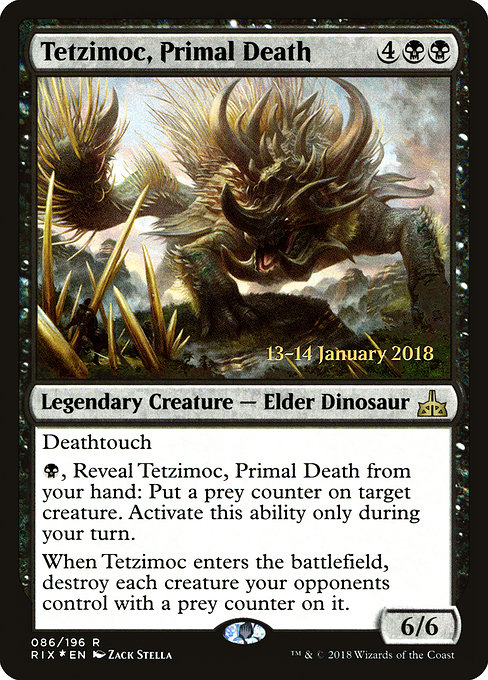 Tetzimoc, Primal Death 4
13–14 January 2018
Legendary Creature — Elder Dinosaur
Deathtouch
, Reveal Tetzimoc, Primal Death from
your hand: Put a prey counter on target
creature. Activate this ability only during
your turn.
When Tetzimoc enters the battlefield,
destroy each creature your opponents
control with a prey counter on it.
6/6
086/196 R
RIX★EN Zack Stella
™ & © 2018 Wizards of the Coast